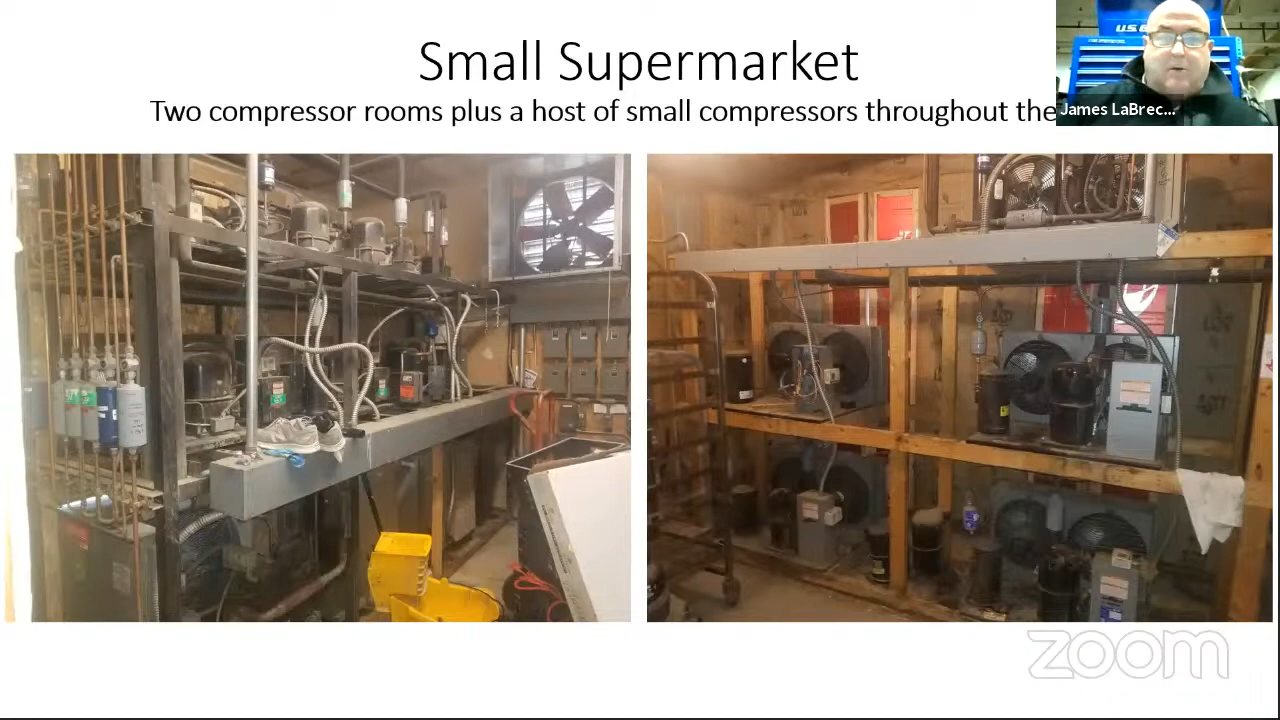 Small Supermarket
Two compressor rooms plus a host of small compressors throughout the
James LaBrec...
zoom